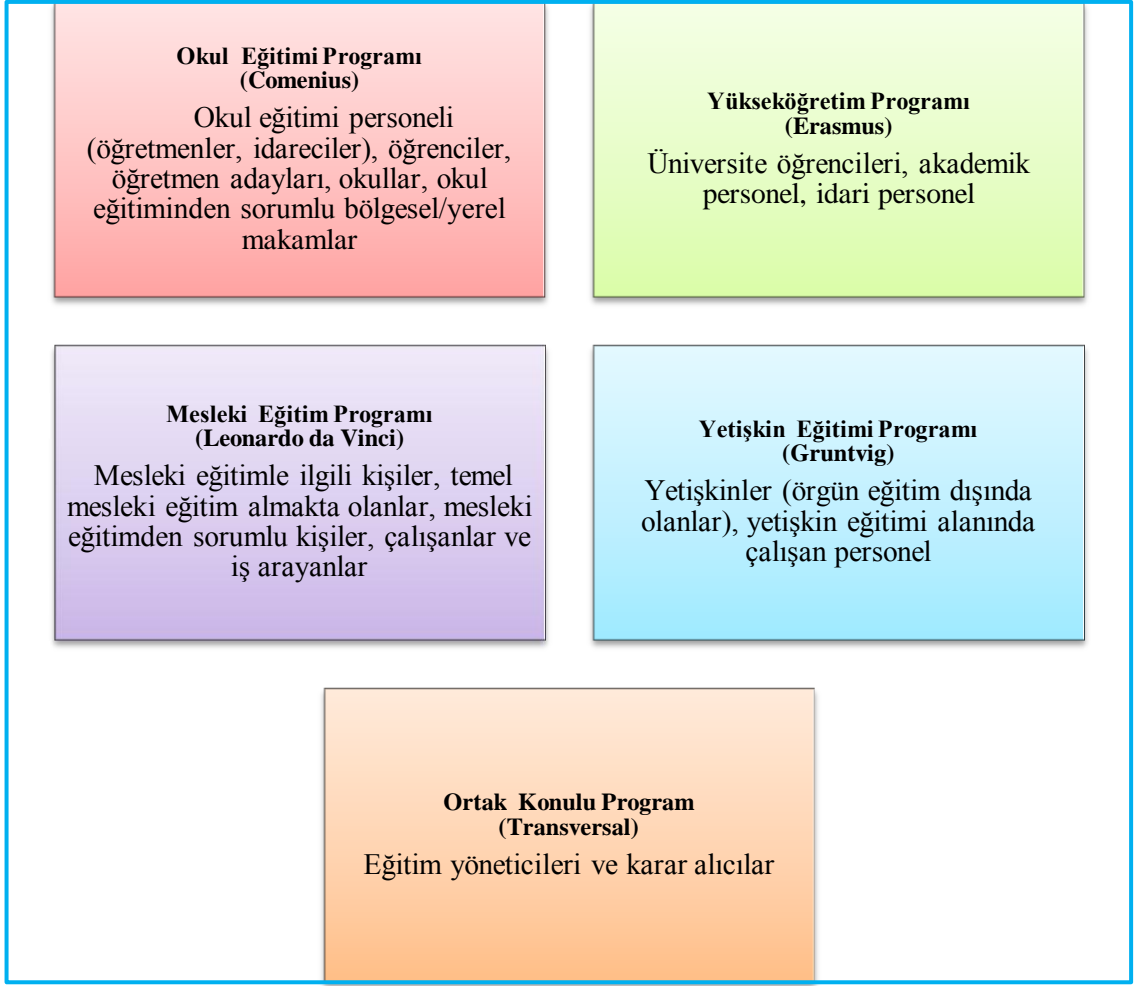 Okul Eğitimi Programı
(Comenius)
Okul eğitimi personeli
(öğretmenler, idareciler), öğrenciler,
öğretmen adayları, okullar, okul
eğitiminden sorumlu bölgesel/yerel
makamlar
Yükseköğretim Programı
(Erasmus)
Üniversite öğrencileri, akademik
personel, idari personel
Mesleki Eğitim Programı
(Leonardo da Vinci)
Mesleki eğitimle ilgili kişiler, temel
mesleki eğitim almakta olanlar, mesleki
eğitimden sorumlu kişiler, çalışanlar ve
iş arayanlar
Yetişkin Eğitimi Programı
(Gruntvig)
Yetişkinler (örgün eğitim dışında
olanlar), yetişkin eğitimi alanında
çalışan personel
Ortak Konulu Program
(Transversal)
Eğitim yöneticileri ve karar alıcılar